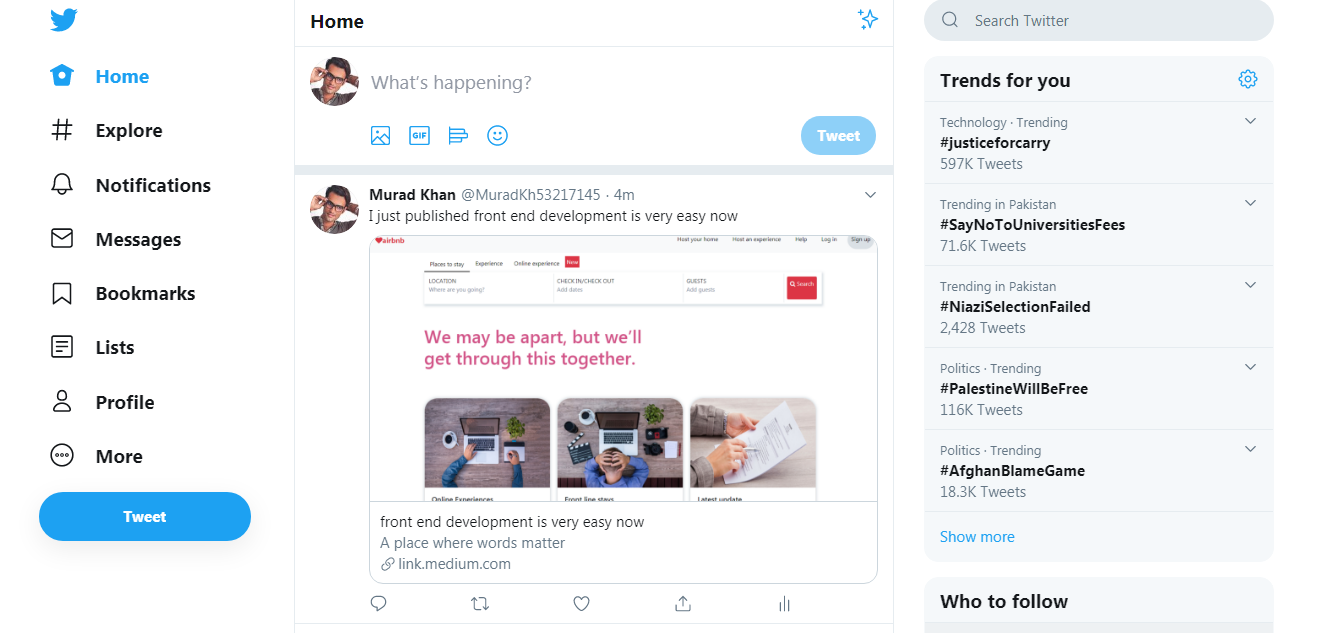 Home
Explore
Notifications
Messages
Bookmarks
Lists
Profile
More
Tweet
Home
What's happening?
GIF
Tweet
Murad Khan @MuradKh53217145 · 4m
I just published front end development is very easy now
airbnb
Host your home Host an experience Help Log in Sign up
Places to stay Experience Online experience New
LOCATION CHECK IN/CHECK OUT GUESTS
Where are you going? Add dates Add guests
Search
We may be apart, but we'll
get through this together.
Online Experiences Front line stays Latest update
front end development is very easy now
A place where words matter
link.medium.com
Search Twitter
Trends for you
Technology · Trending
#justiceforcarry
597K Tweets
Trending in Pakistan
#SayNoToUniversitiesFees
71.6K Tweets
Trending in Pakistan
#NiaziSelectionFailed
2,428 Tweets
Politics · Trending
#PalestineWillBeFree
116K Tweets
Politics · Trending
#AfghanBlameGame
18.3K Tweets
Show more
Who to follow